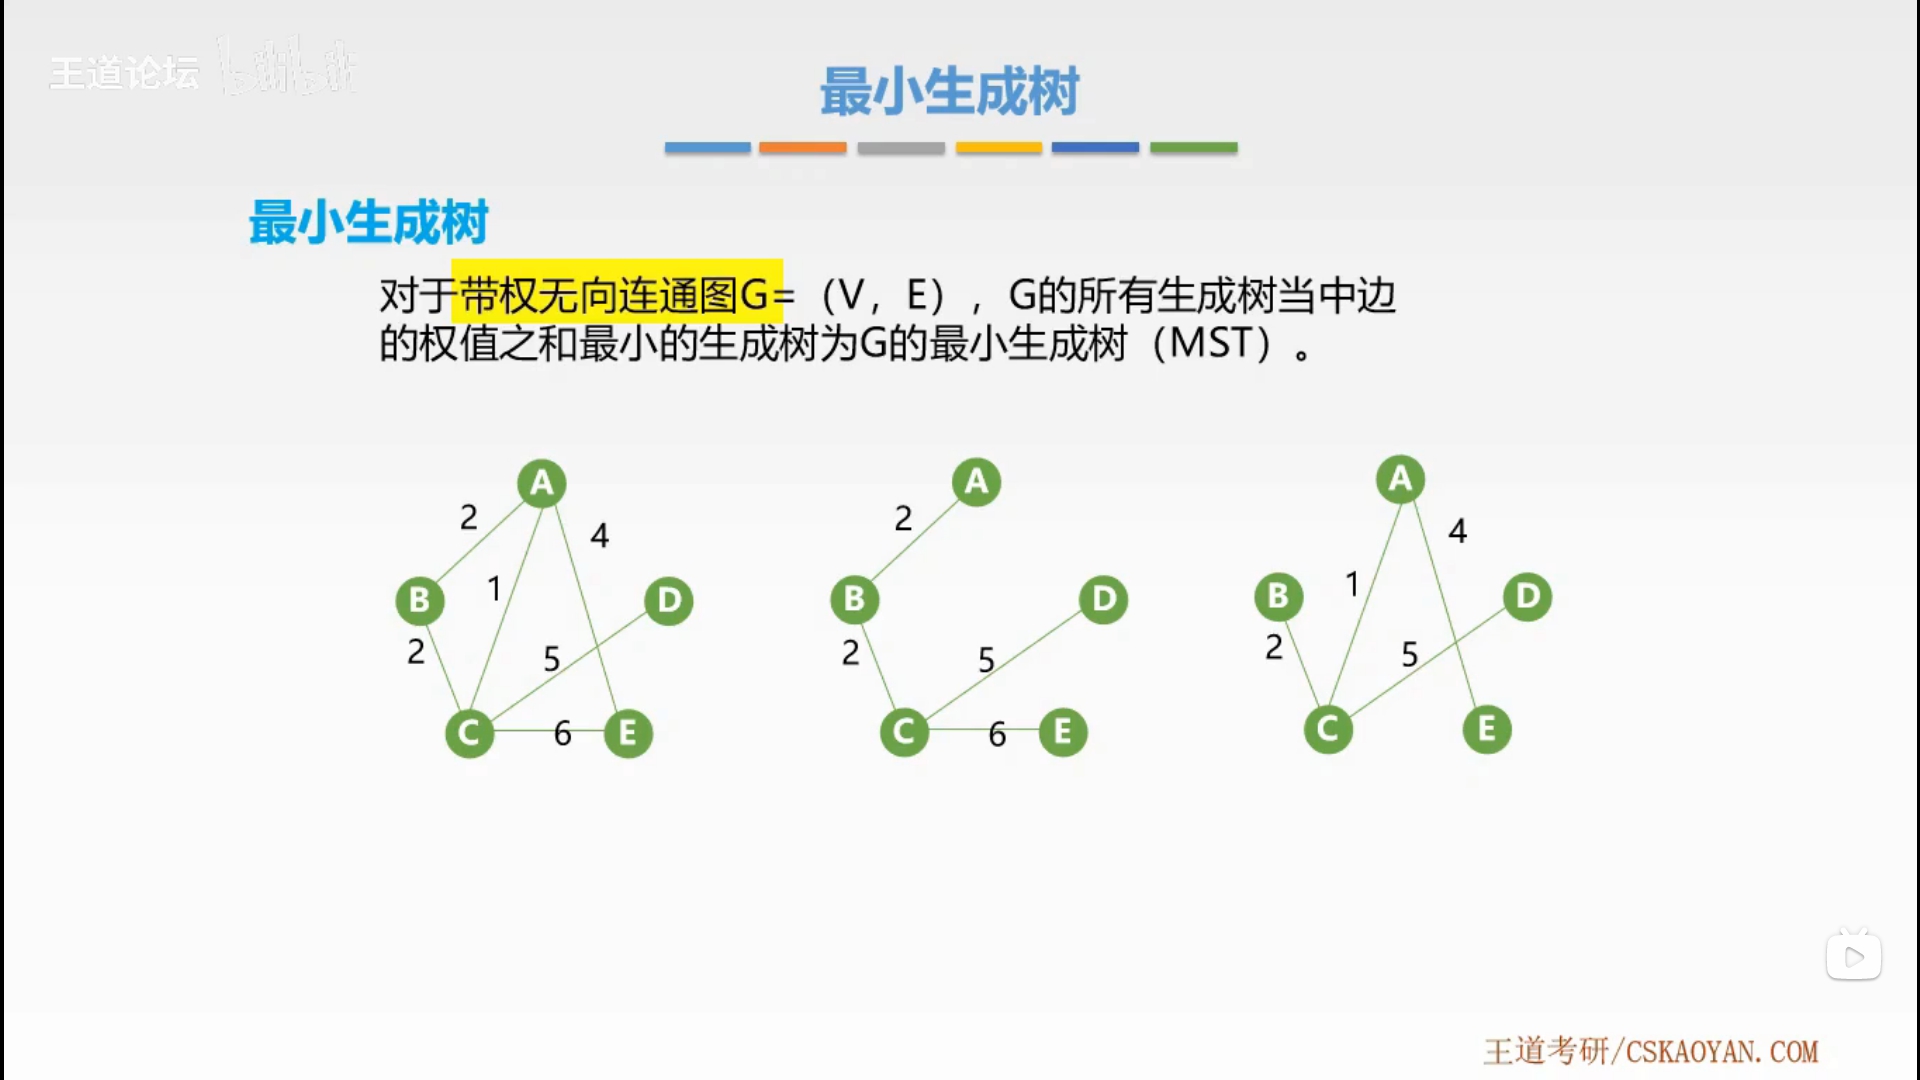 王道论坛 bilibili
最小生成树
最小生成树
对于带权无向连通图G=（V，E），G的所有生成树当中边
的权值之和最小的生成树为G的最小生成树（MST）。
A
2
4
B
1
D
2
5
C
6
E
A
2
B
D
2
5
C
6
E
A
4
B
1
D
2
5
C
E
王道考研/CSKAOYAN.COM